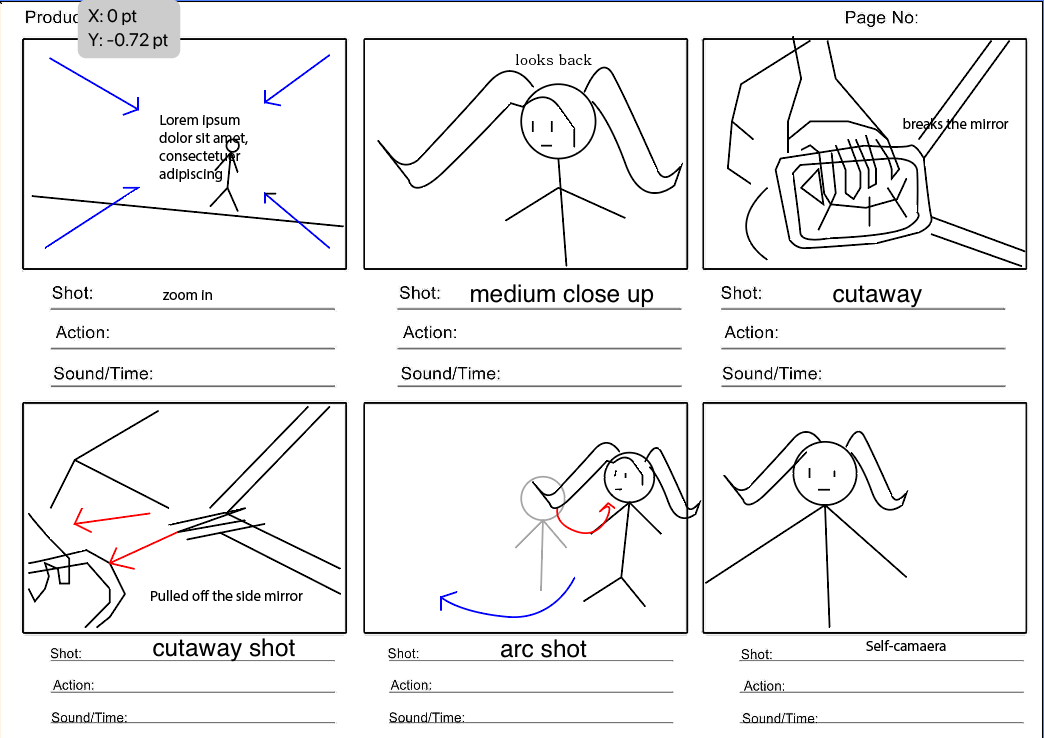 Produc
X: 0 pt
Y: -0.72 pt
Page No:
Lorem ipsum
dolor sit amet,
consectetuer
adipiscing
looks back
breaks the mirror
Shot: zoom in
Action:
Sound/Time:
Shot: medium close up
Action:
Sound/Time:
Shot: cutaway
Action:
Sound/Time:
Pulled off the side mirror
Shot: cutaway shot
Action:
Sound/Time:
Shot: arc shot
Action:
Sound/Time:
Shot: Self-camaera
Action:
Sound/Time: